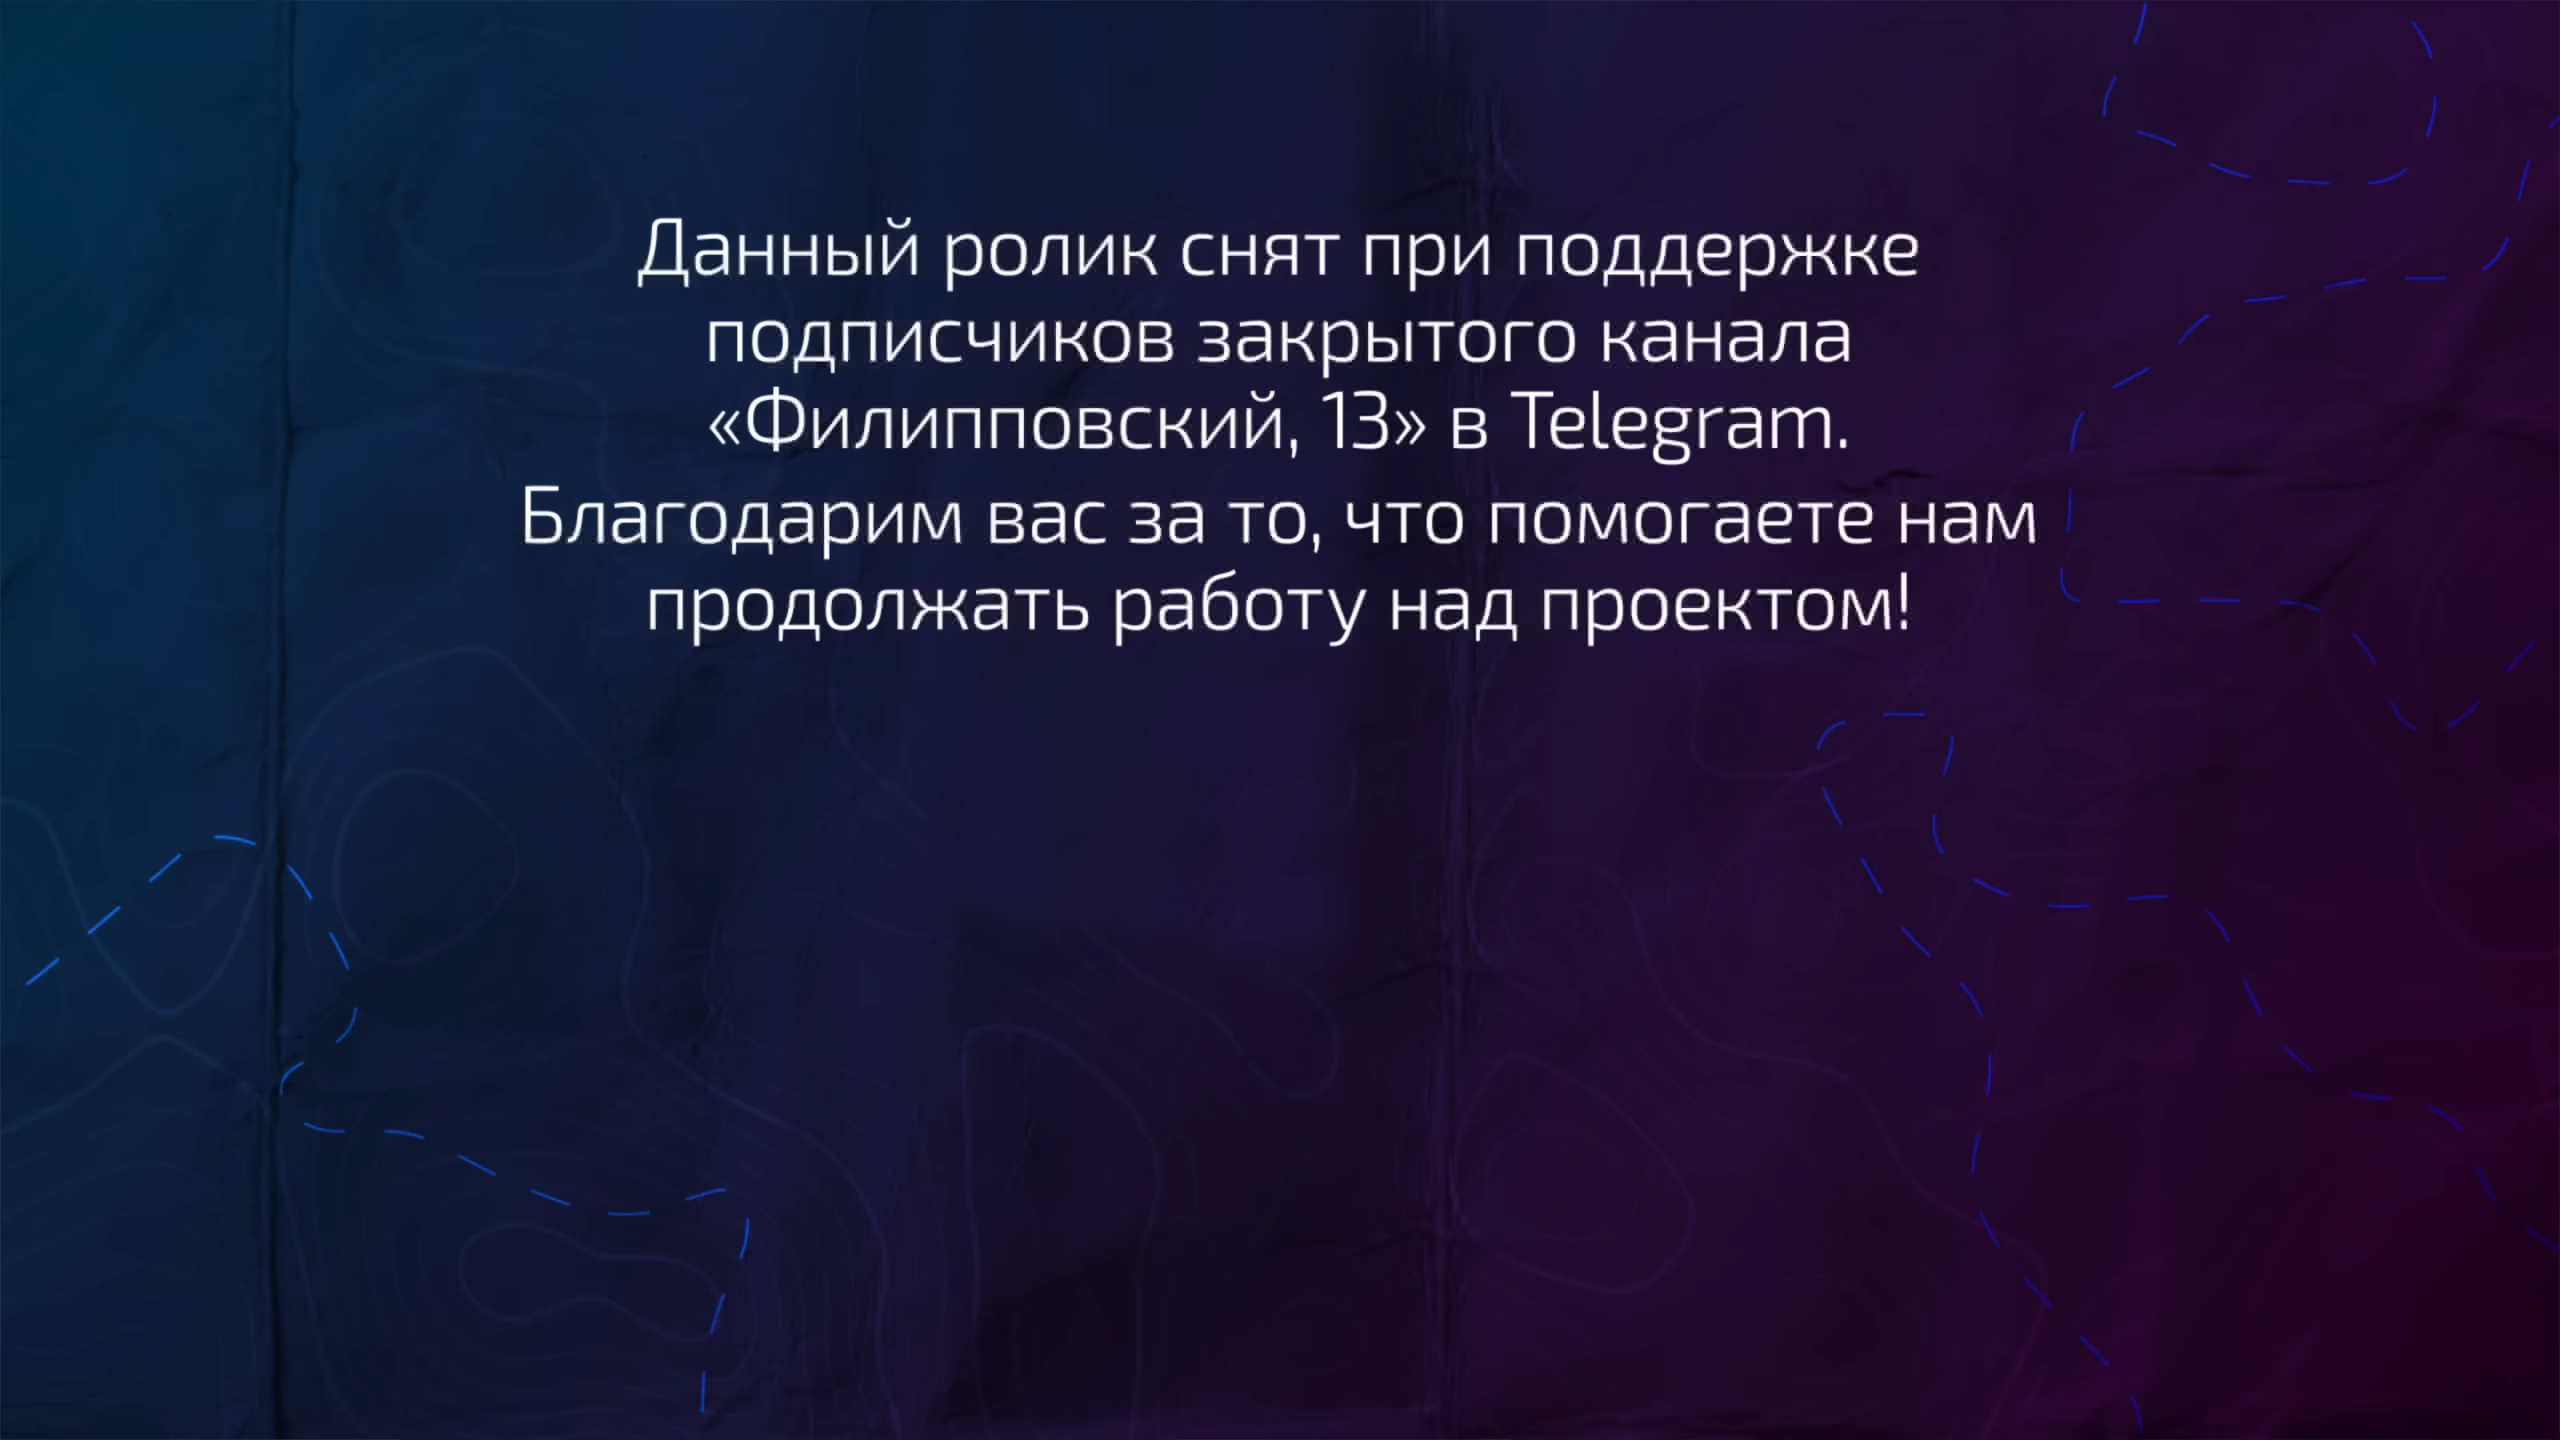 Данный ролик снят при поддержке
подписчиков закрытого канала
«Филипповский, 13» в Telegram.
Благодарим вас за то, что помогаете нам
продолжать работу над проектом!